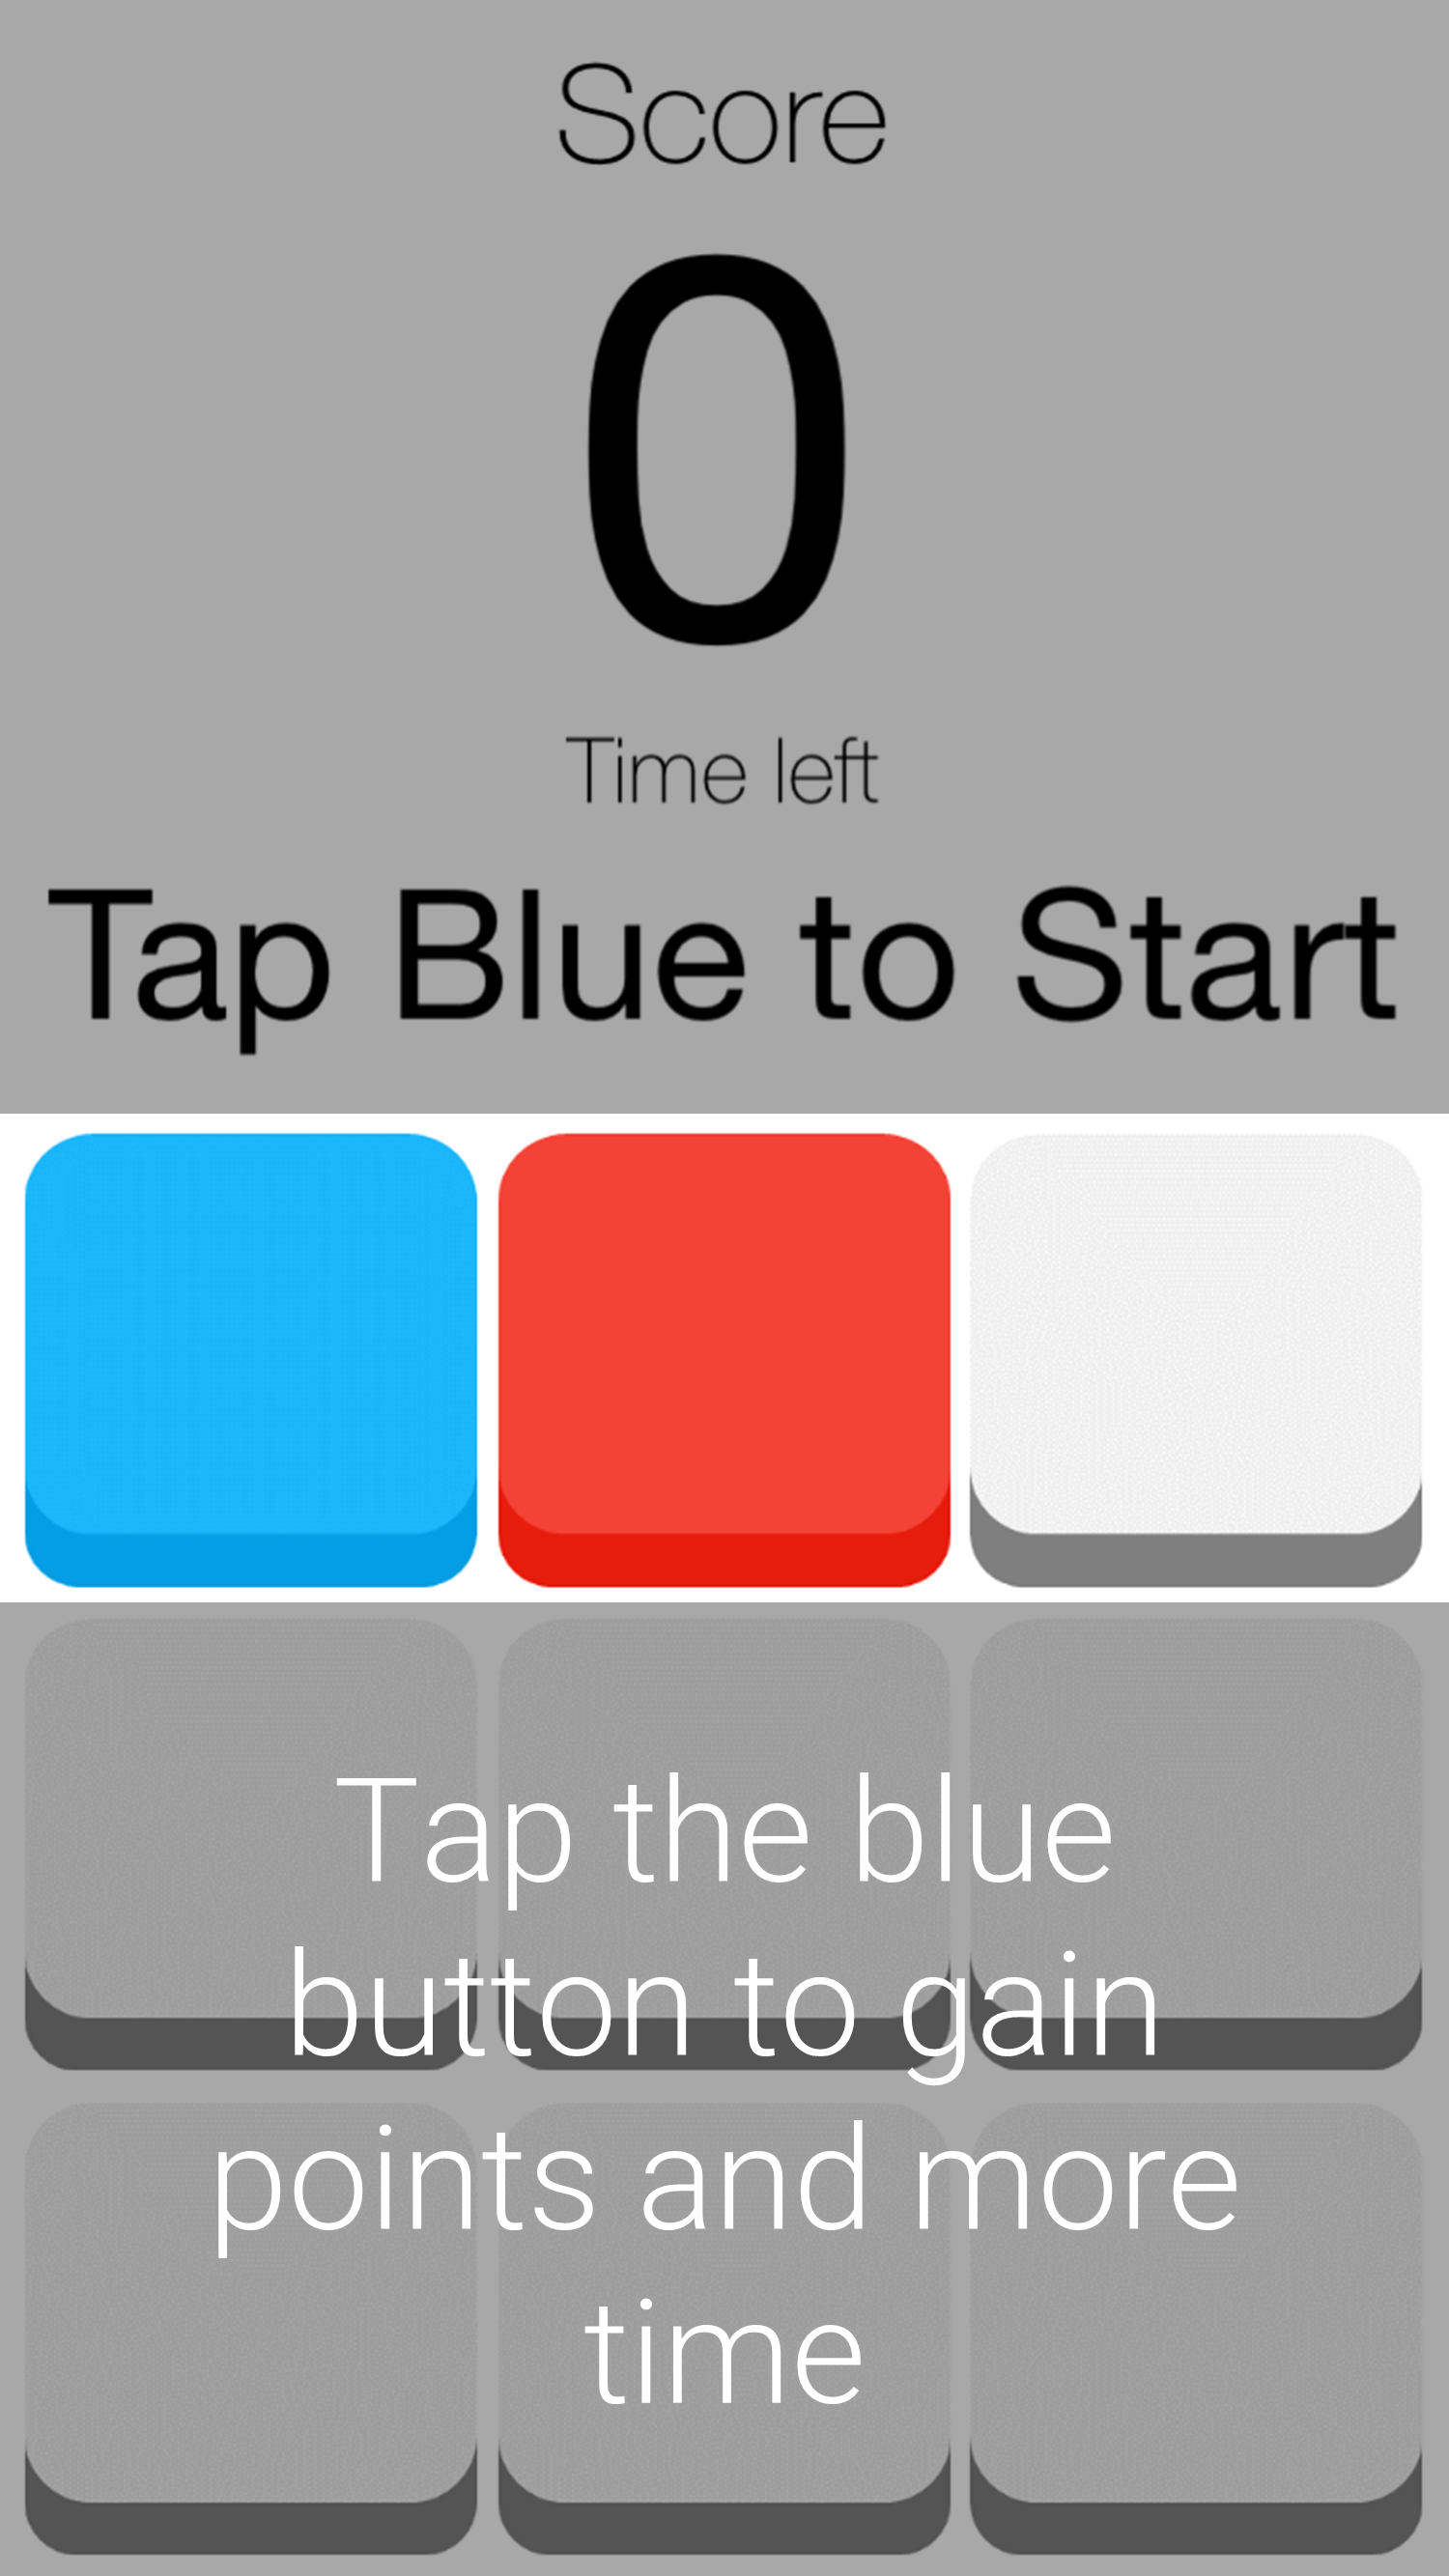 Score
0
Time left
Tap Blue to Start
Tap the blue
button to gain
points and more
time